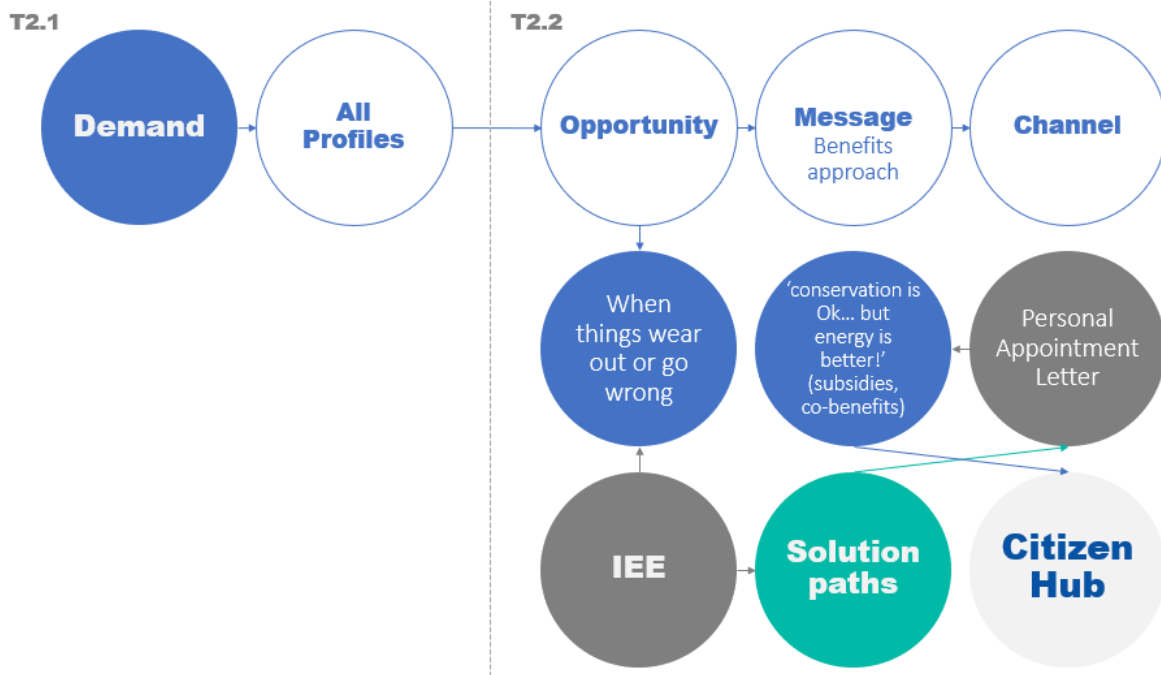 T2.1
T2.2
Demand
All
Profiles
Opportunity
Message
Benefits
approach
Channel
When
things wear
out or go
wrong
‘conservation is
Ok... but
energy is
better!’
(subsidies,
co-benefits)
Personal
Appointment
Letter
IEE
Solution
paths
Citizen
Hub